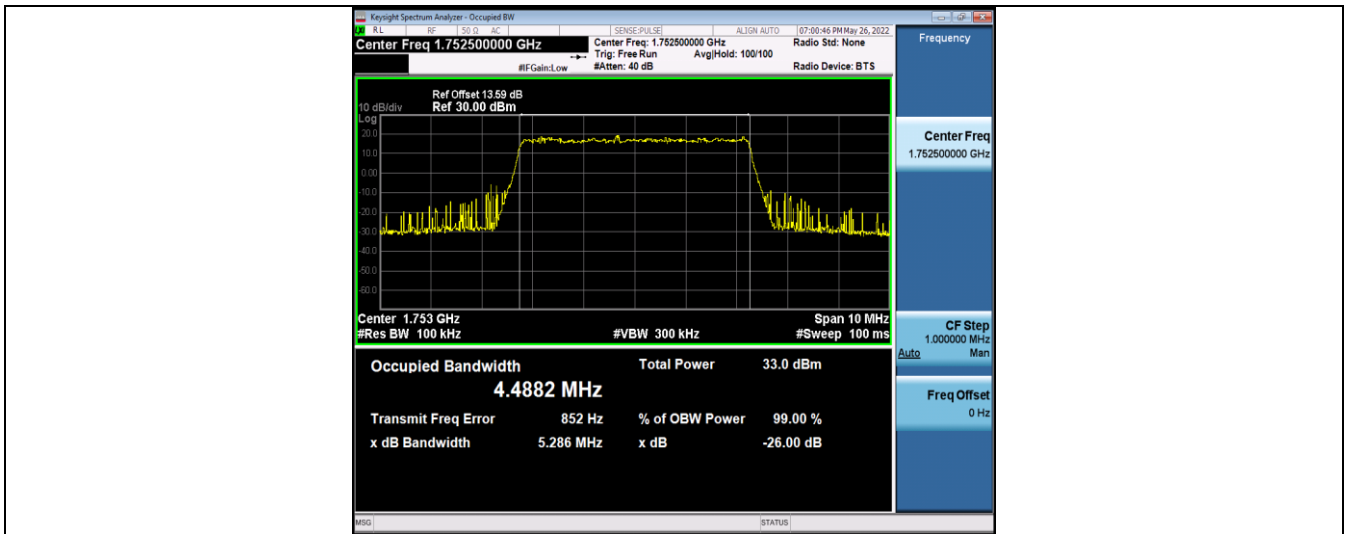 Keysight Spectrum Analyzer - Occupied BW
RL RF 50 Ω AC SENSE:PULSE ALIGN AUTO 07:00:46 PM May 26, 2022
Center Freq 1.752500000 GHz
Center Freq: 1.752500000 GHz Radio Std: None
Trig: Free Run Avg|Hold: 100/100
#IFGain:Low #Atten: 40 dB Radio Device: BTS
Ref Offset 13.59 dB
10 dB/div Ref 30.00 dBm
Log
20.0
10.0
0.00
-10.0
-20.0
-30.0
-40.0
-50.0
-60.0
Center 1.753 GHz Span 10 MHz
#Res BW 100 kHz #VBW 300 kHz #Sweep 100 ms
Occupied Bandwidth Total Power 33.0 dBm
4.4882 MHz
Transmit Freq Error 852 Hz % of OBW Power 99.00 %
x dB Bandwidth 5.286 MHz x dB -26.00 dB
MSG STATUS
Frequency
Center Freq
1.752500000 GHz
CF Step
1.000000 MHz
Auto Man
Freq Offset
0 Hz